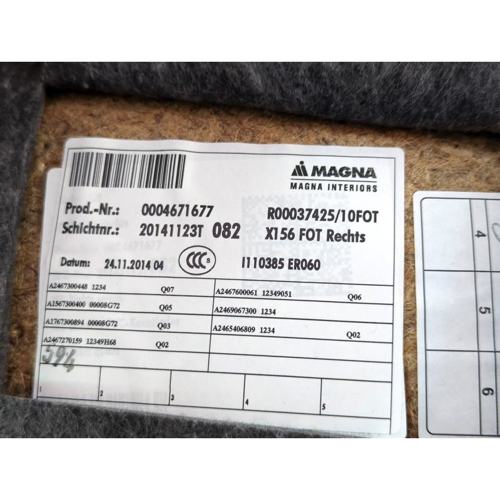 MAGNA
MAGNA INTERIORS
Prod.-Nr.: 0004671677 R00037425/10FOT
Schichtnr.: 20141123T 082 X156 FOT Rechts
Datum: 24.11.2014 04 CCC S I110385 ER060
A2467300448 1234 Q07 A2467600061 12349051 Q06
A1567300400 00008G72 Q05 A2469067300 1234
A1767300894 00008G72 Q03 A2465406809 1234 Q02
A2467270159 12349H68 Q02
594
1 2 3 4 5
4
5
6